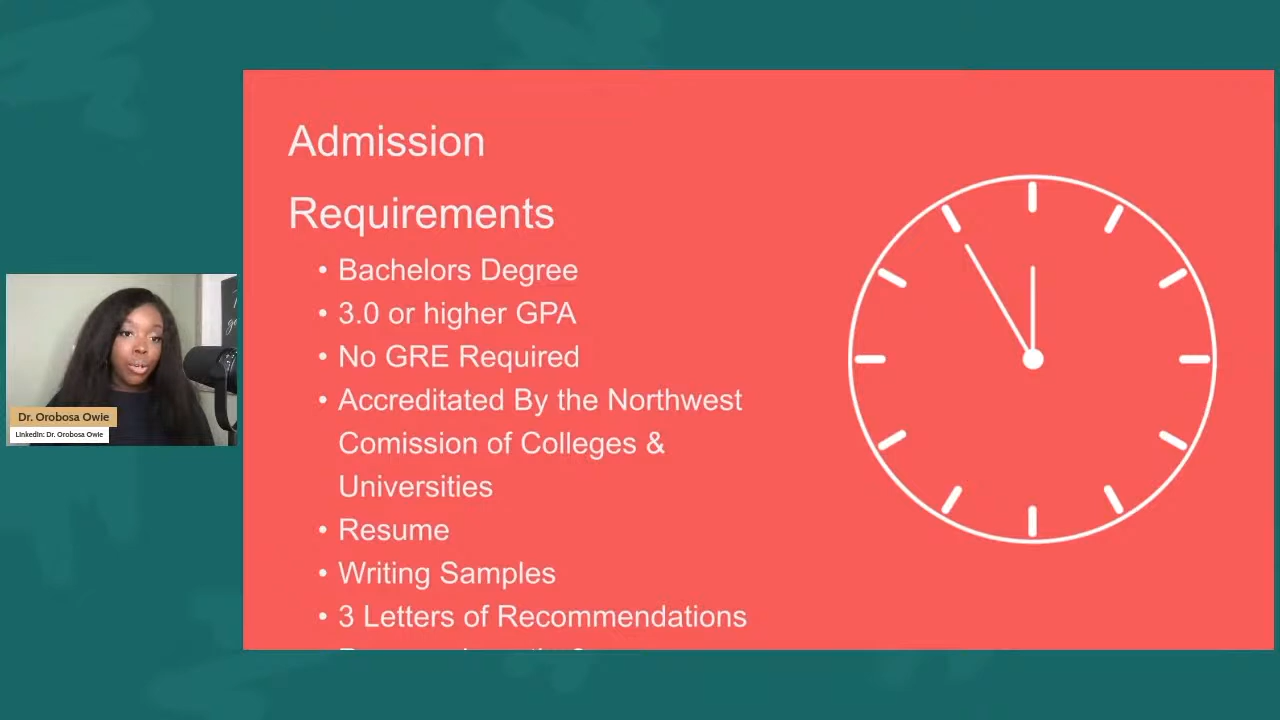 Admission
Requirements
• Bachelors Degree
• 3.0 or higher GPA
• No GRE Required
• Accreditated By the Northwest
Comission of Colleges &
Universities
• Resume
• Writing Samples
• 3 Letters of Recommendations
Dr. Orobosa Owie
LinkedIn: Dr. Orobosa Owie